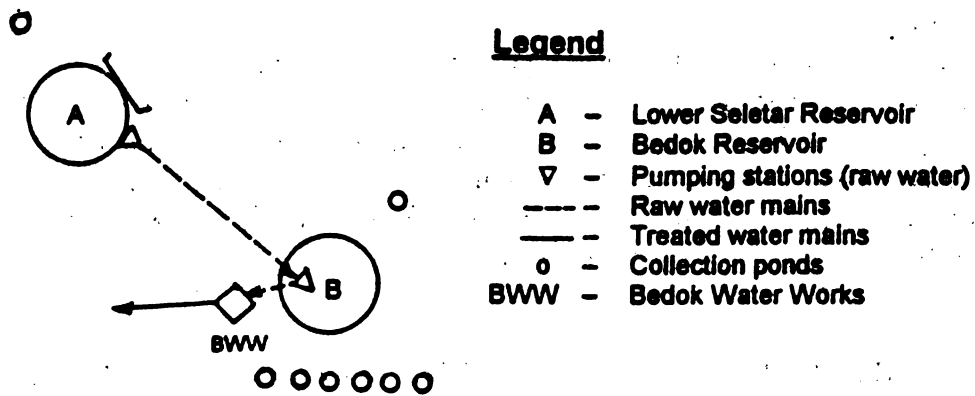 Legend
A – Lower Seletar Reservoir
B – Bedok Reservoir
▽ – Pumping stations (raw water)
---- – Raw water mains
—— – Treated water mains
o – Collection ponds
BWW – Bedok Water Works
A
B
BWW